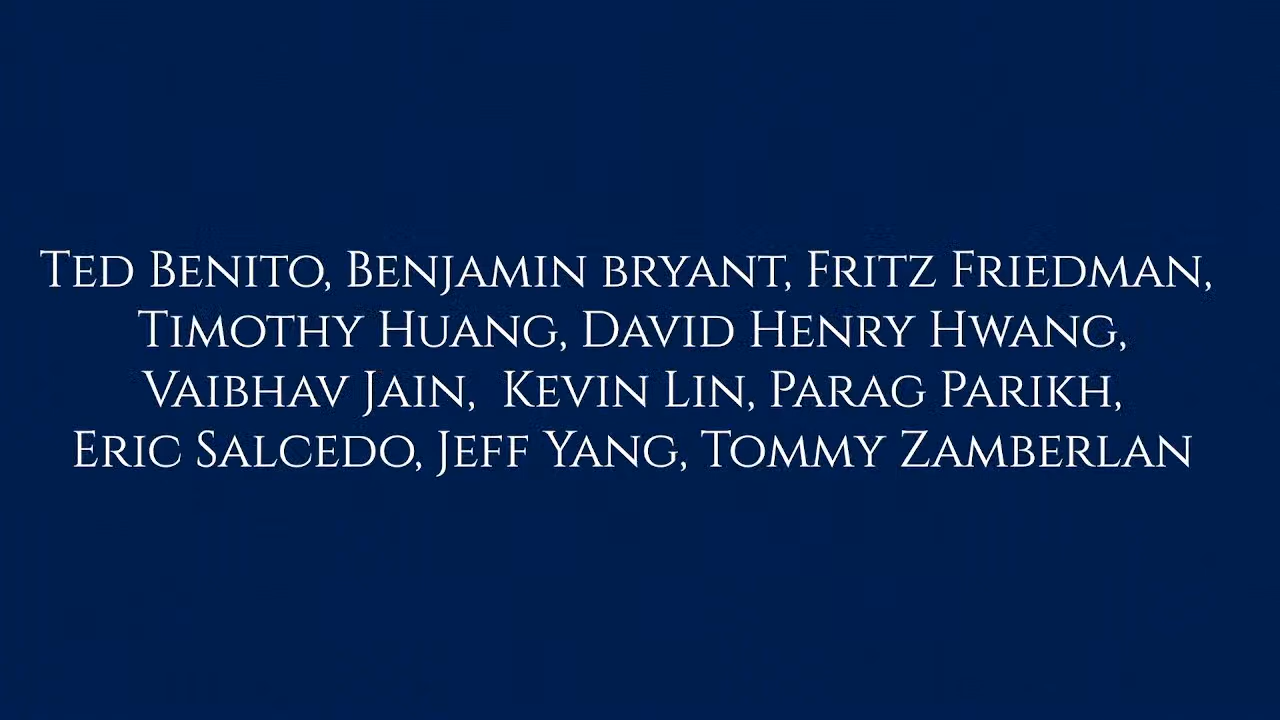 Ted Benito, Benjamin bryant, Fritz Friedman,
Timothy Huang, David Henry Hwang,
Vaibhav Jain,  Kevin Lin, Parag Parikh,
Eric Salcedo, Jeff Yang, Tommy Zamberlan